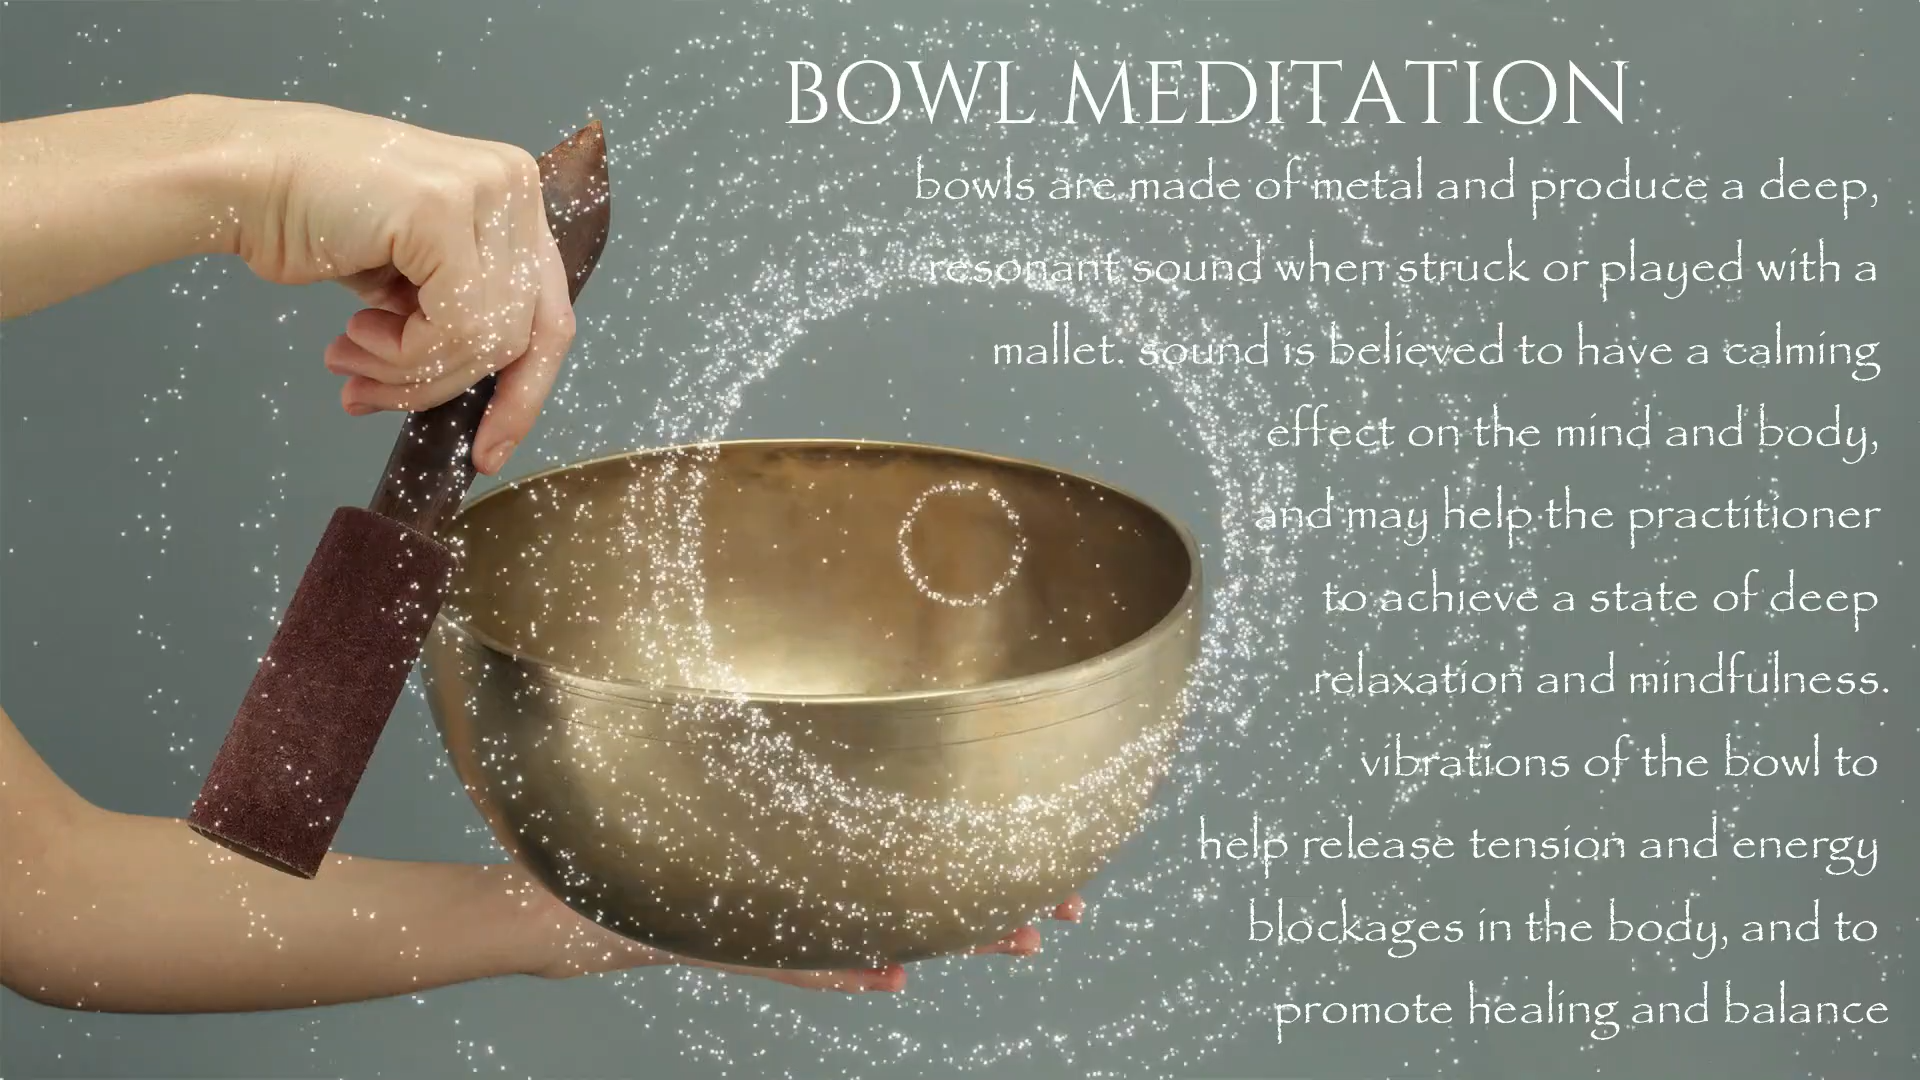 BOWL MEDITATION
bowls are made of metal and produce a deep,
resonant sound when struck or played with a
mallet. sound is believed to have a calming
effect on the mind and body,
and may help the practitioner
to achieve a state of deep
relaxation and mindfulness.
vibrations of the bowl to
help release tension and energy
blockages in the body, and to
promote healing and balance